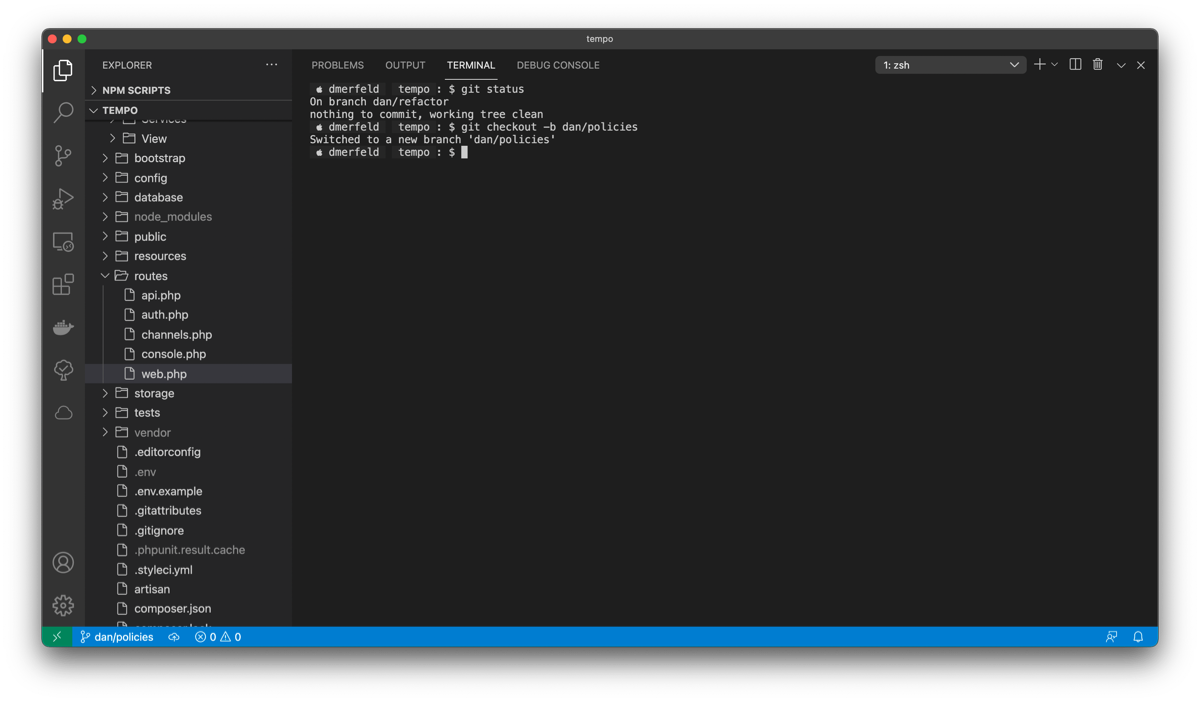 tempo
EXPLORER
NPM SCRIPTS
TEMPO
Services
View
bootstrap
config
database
node_modules
public
resources
routes
api.php
auth.php
channels.php
console.php
web.php
storage
tests
vendor
.editorconfig
.env
.env.example
.gitattributes
.gitignore
.phpunit.result.cache
.styleci.yml
artisan
composer.json
composer.lock
PROBLEMS OUTPUT TERMINAL DEBUG CONSOLE 1: zsh
dmerfeld tempo : $ git status
On branch dan/refactor
nothing to commit, working tree clean
dmerfeld tempo : $ git checkout -b dan/policies
Switched to a new branch 'dan/policies'
dmerfeld tempo : $
dan/policies 0 0